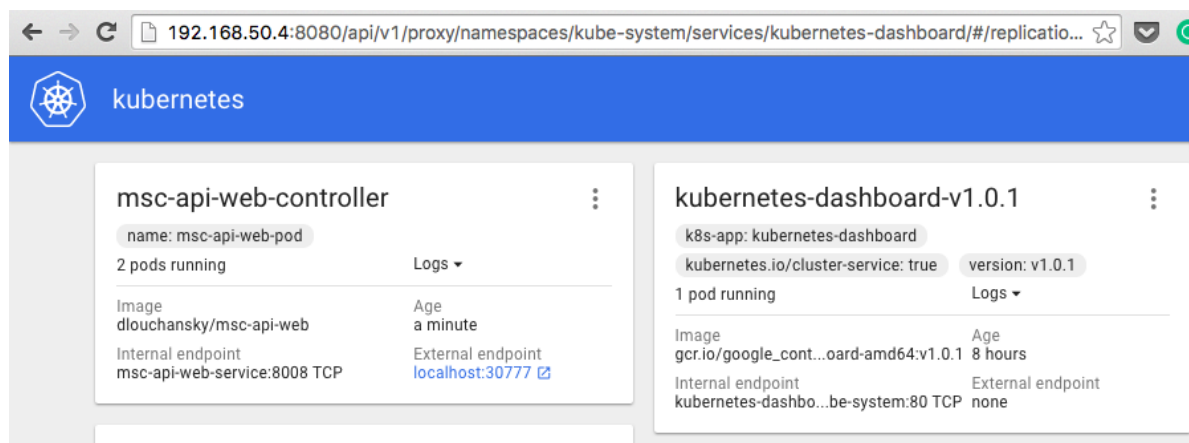 192.168.50.4:8080/api/v1/proxy/namespaces/kube-system/services/kubernetes-dashboard/#/replicatio...
kubernetes
msc-api-web-controller
name: msc-api-web-pod
2 pods running
Logs
Image
dlouchansky/msc-api-web
Age
a minute
Internal endpoint
msc-api-web-service:8008 TCP
External endpoint
localhost:30777
kubernetes-dashboard-v1.0.1
k8s-app: kubernetes-dashboard
kubernetes.io/cluster-service: true
version: v1.0.1
1 pod running
Logs
Image
gcr.io/google_cont...oard-amd64:v1.0.1
Age
8 hours
Internal endpoint
kubernetes-dashbo...be-system:80 TCP
External endpoint
none